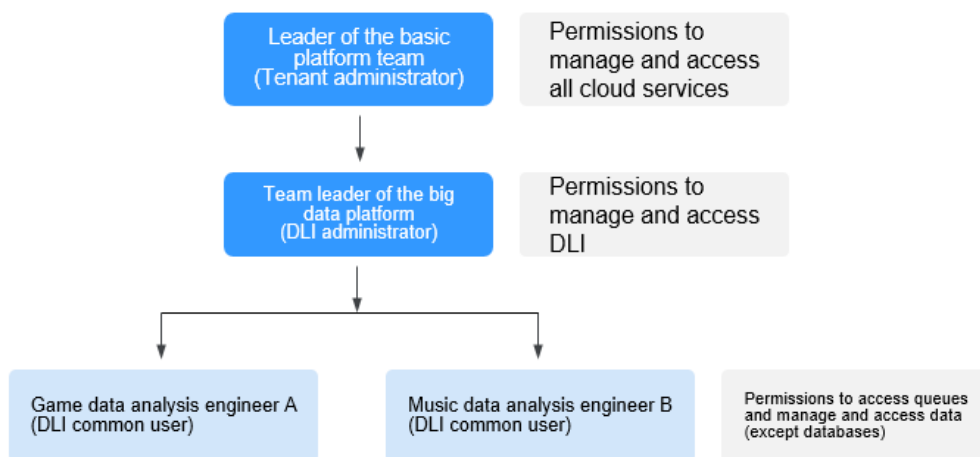 Leader of the basic
platform team
(Tenant administrator)
Permissions to
manage and access
all cloud services
Team leader of the big
data platform
(DLI administrator)
Permissions to
manage and access
DLI
Game data analysis engineer A
(DLI common user)
Music data analysis engineer B
(DLI common user)
Permissions to access queues
and manage and access data
(except databases)